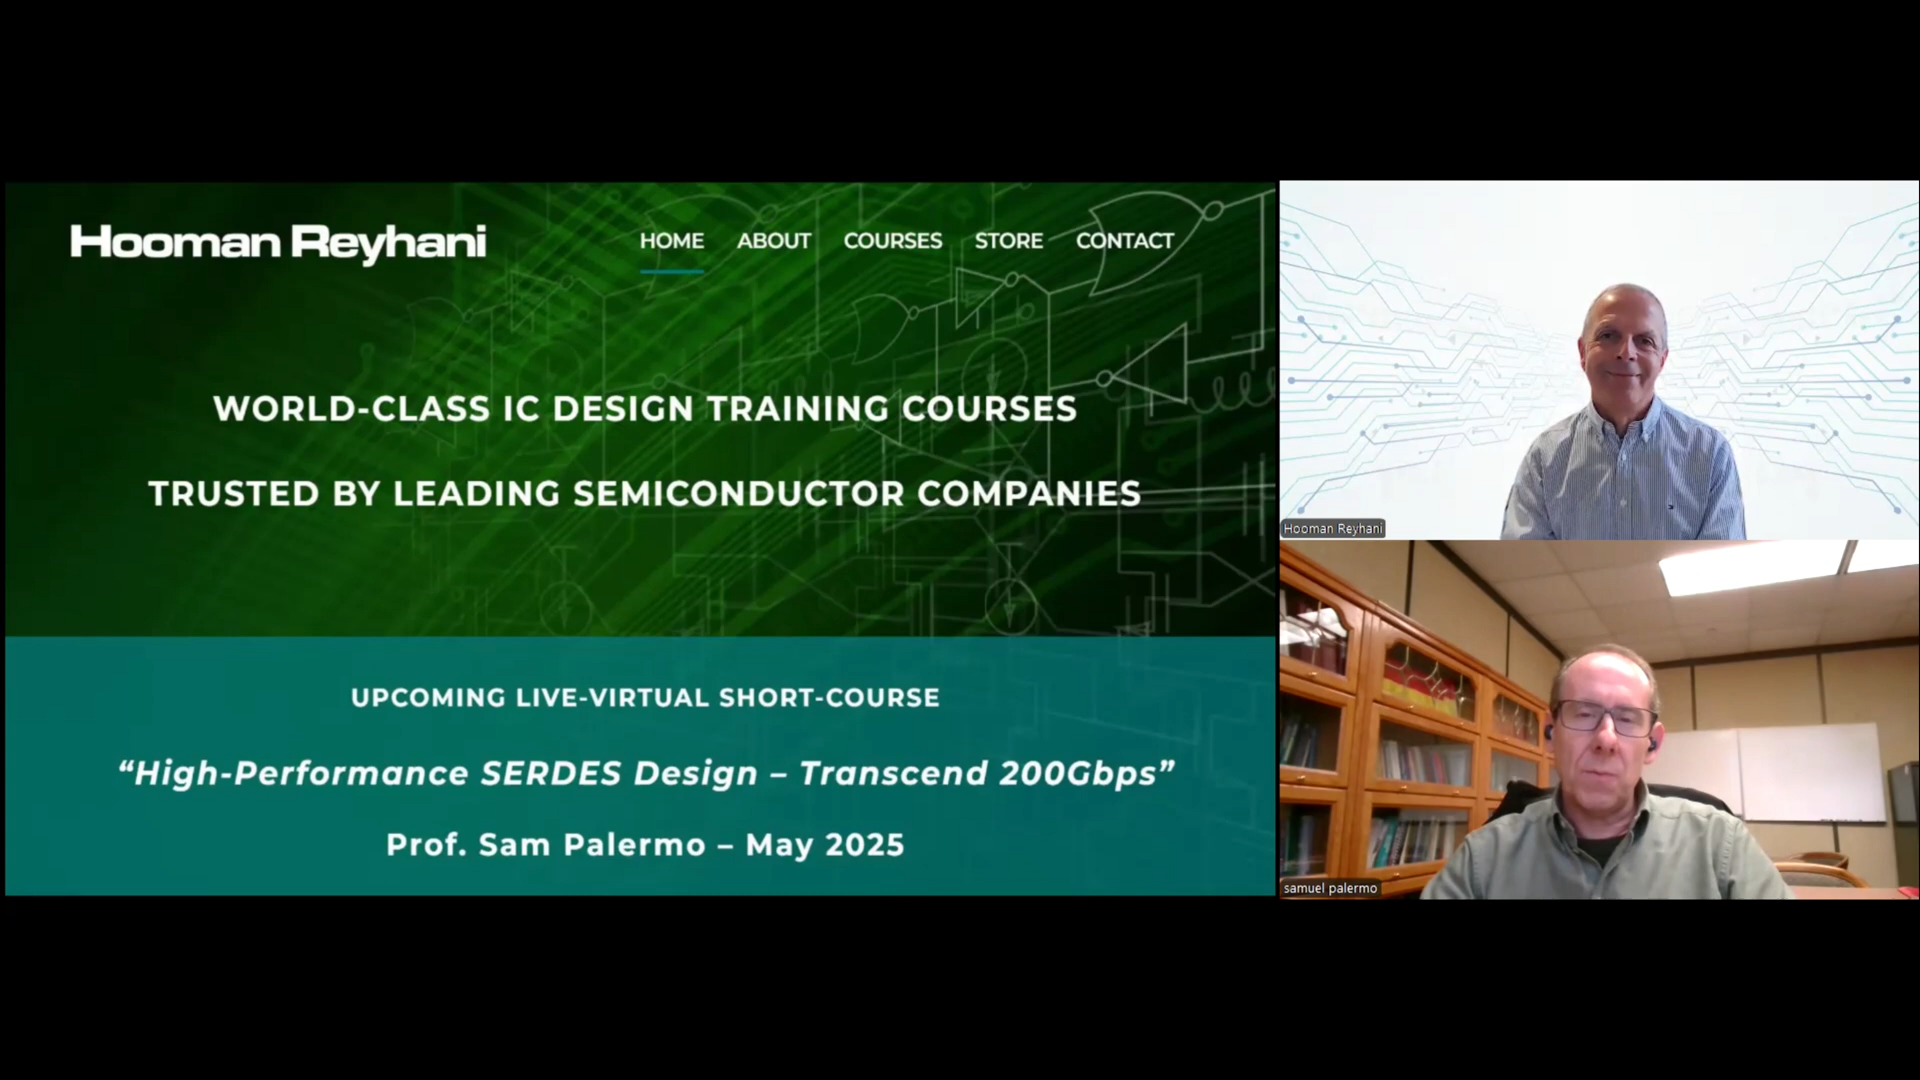 Hooman Reyhani
HOME ABOUT COURSES STORE CONTACT
WORLD-CLASS IC DESIGN TRAINING COURSES
TRUSTED BY LEADING SEMICONDUCTOR COMPANIES
UPCOMING LIVE-VIRTUAL SHORT-COURSE
“High-Performance SERDES Design – Transcend 200Gbps”
Prof. Sam Palermo – May 2025
Hooman Reyhani
samuel palermo